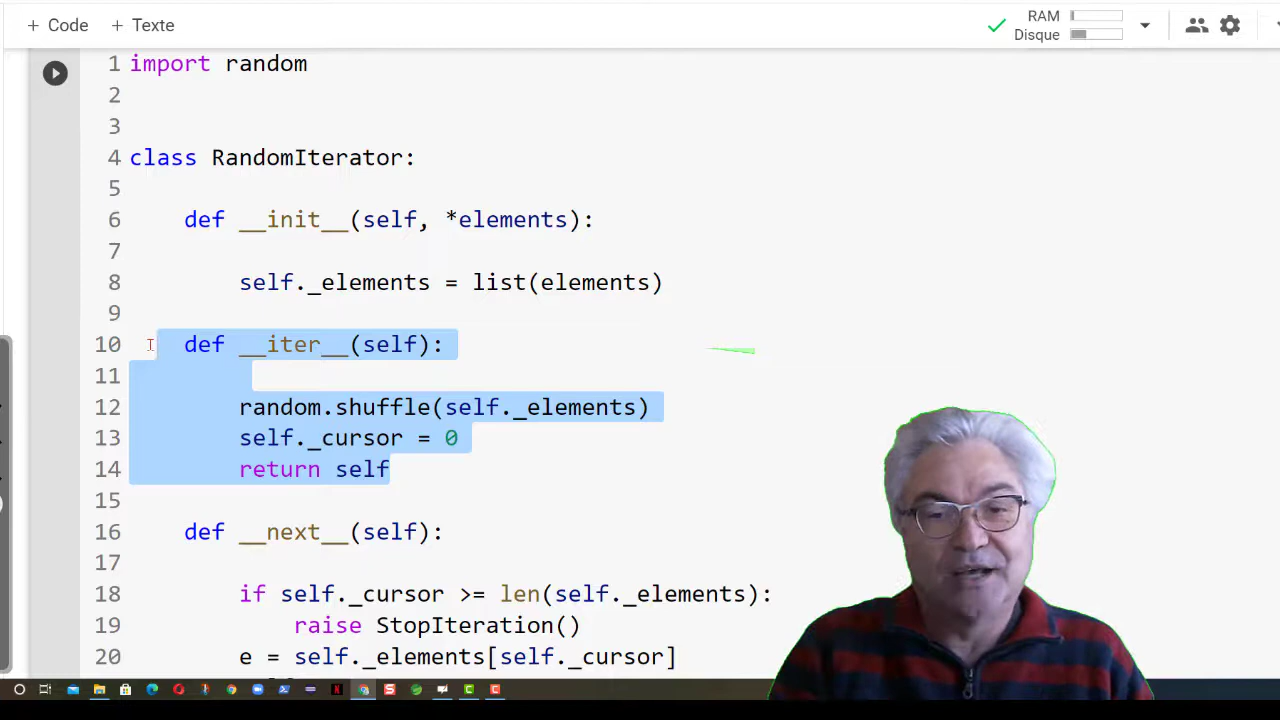 + Code + Texte
RAM
Disque
1 import random
2
3
4 class RandomIterator:
5
6 def __init__(self, *elements):
7
8 self._elements = list(elements)
9
10 def __iter__(self):
11
12 random.shuffle(self._elements)
13 self._cursor = 0
14 return self
15
16 def __next__(self):
17
18 if self._cursor >= len(self._elements):
19 raise StopIteration()
20 e = self._elements[self._cursor]